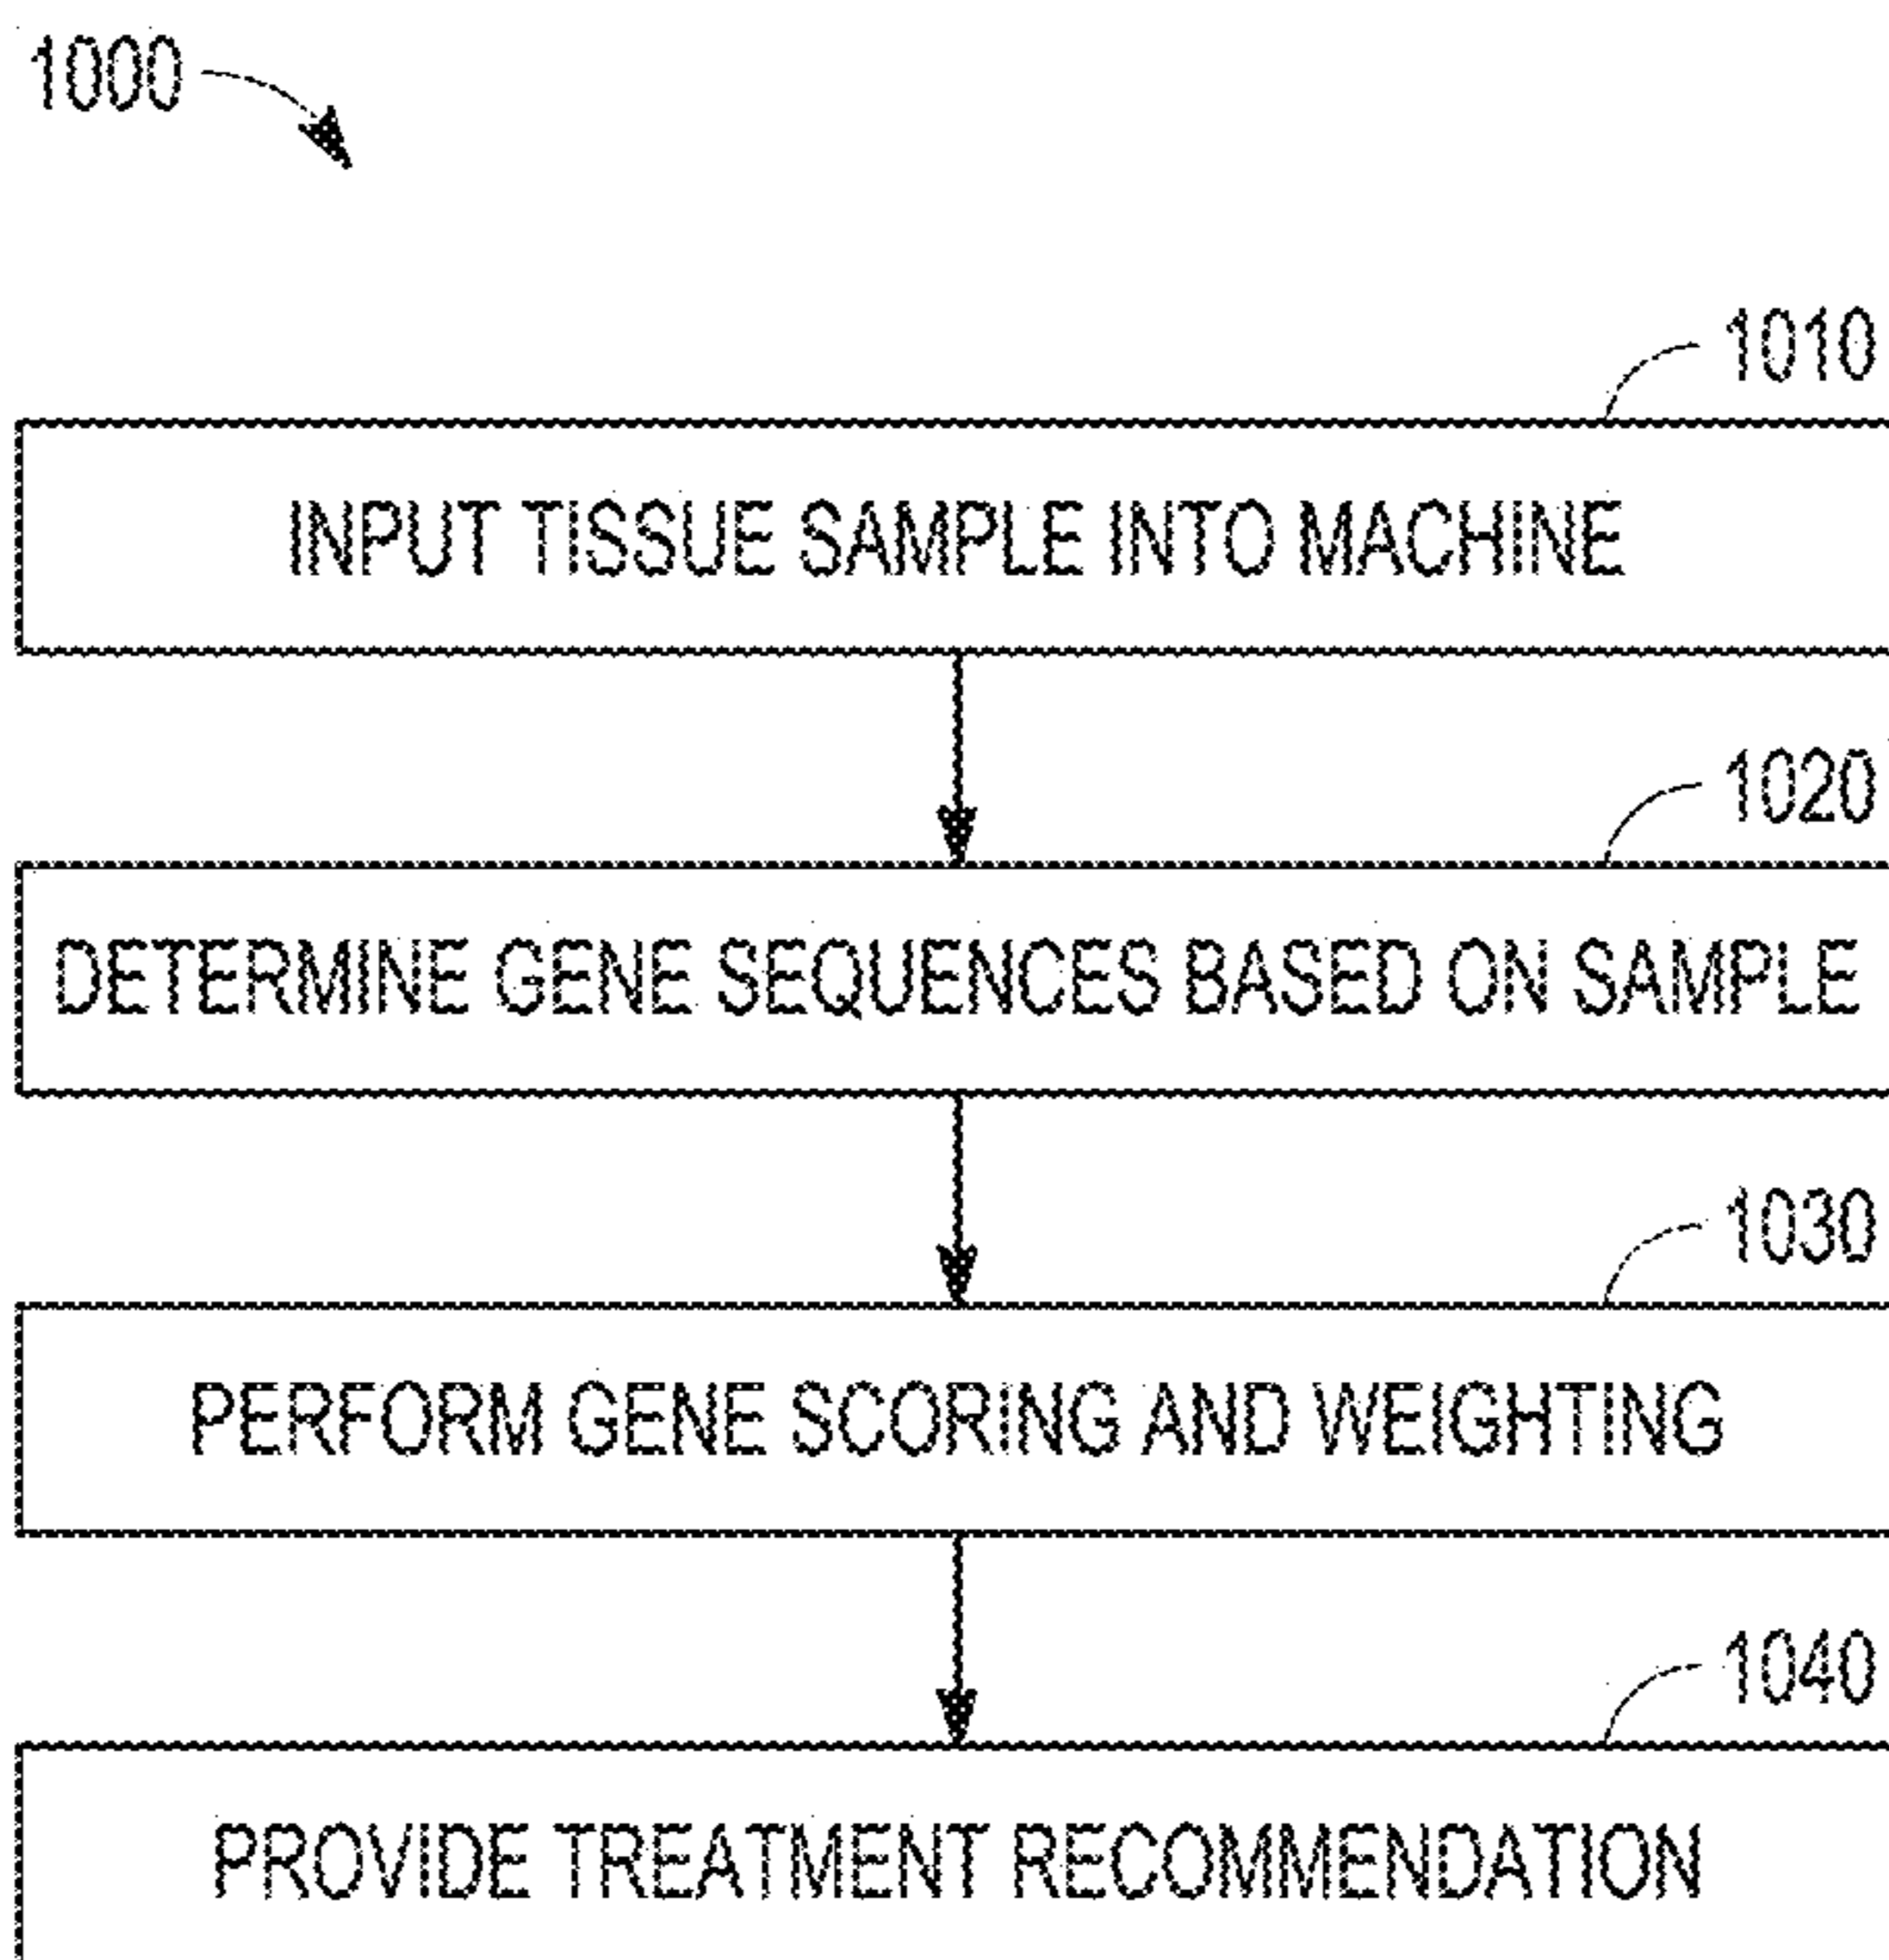 1000
1010
INPUT TISSUE SAMPLE INTO MACHINE
1020
DETERMINE GENE SEQUENCES BASED ON SAMPLE
1030
PERFORM GENE SCORING AND WEIGHTING
1040
PROVIDE TREATMENT RECOMMENDATION